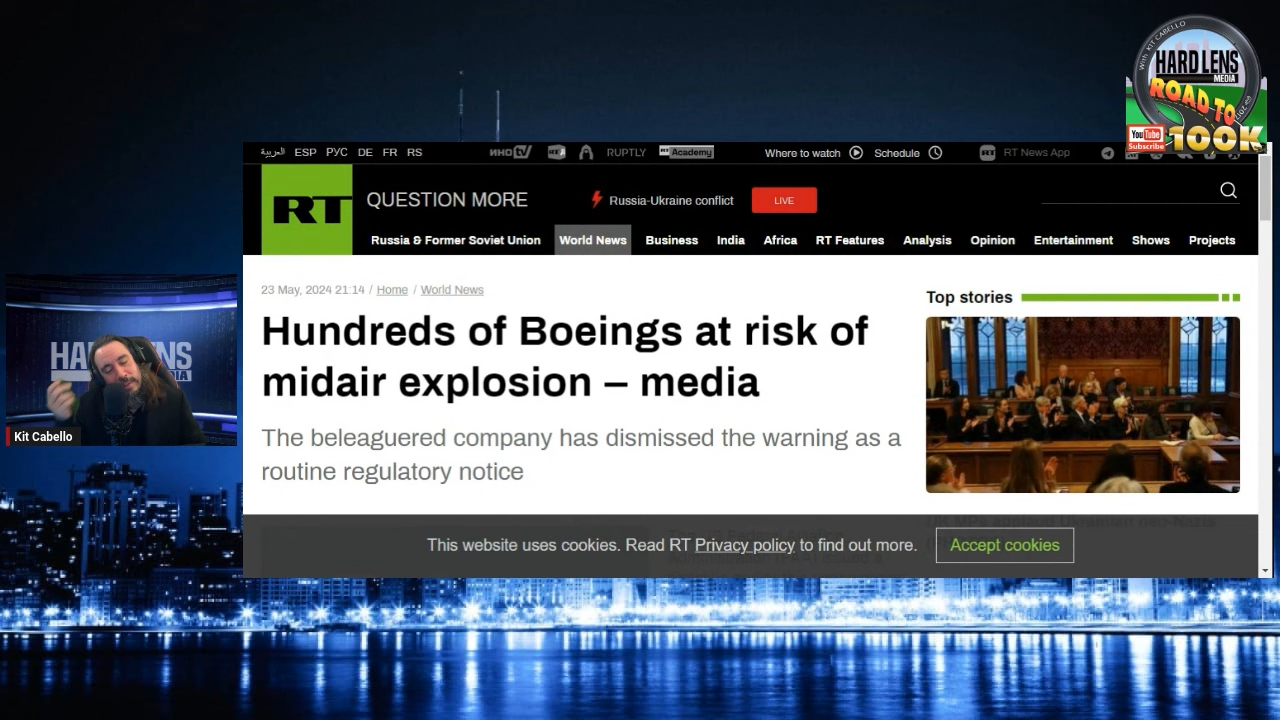 With KIT CABELLO
HARD LENS
MEDIA
ROAD TO
100K
YouTube
Subscribe
العربية ESP РУС DE FR RS
ИНОTV
RUPTLY
RT Academy
Where to watch
Schedule
RT News App
RT
QUESTION MORE
Russia-Ukraine conflict
LIVE
Russia & Former Soviet Union World News Business India Africa RT Features Analysis Opinion Entertainment Shows Projects
23 May, 2024 21:14 / Home / World News
Hundreds of Boeings at risk of
midair explosion – media
The beleaguered company has dismissed the warning as a
routine regulatory notice
Top stories
This website uses cookies. Read RT Privacy policy to find out more.
Accept cookies
Kit Cabello